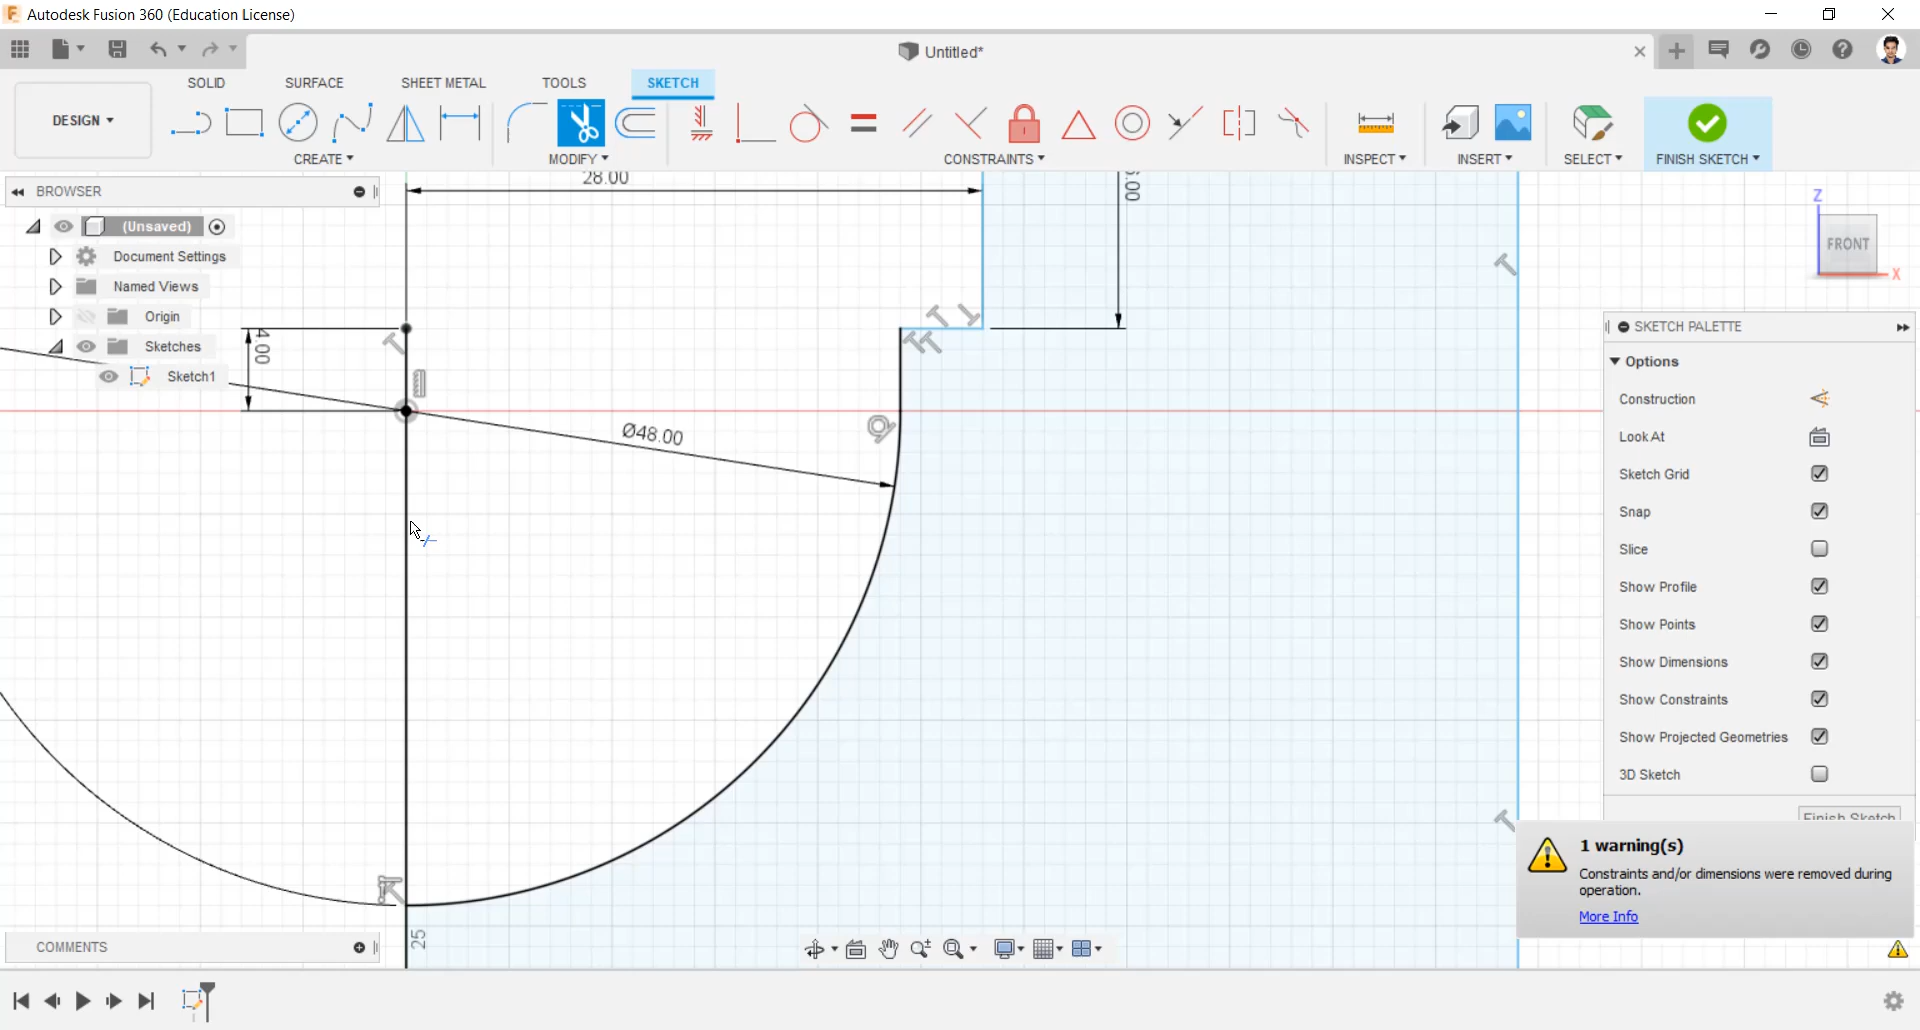 Autodesk Fusion 360 (Education License)
Untitled*
SOLID
SURFACE
SHEET METAL
TOOLS
SKETCH
DESIGN
CREATE
MODIFY
CONSTRAINTS
INSPECT
INSERT
SELECT
FINISH SKETCH
BROWSER
(Unsaved)
Document Settings
Named Views
Origin
Sketches
Sketch1
28.00
4.00
Ø48.00
25
Z
FRONT
X
SKETCH PALETTE
Options
Construction
Look At
Sketch Grid
Snap
Slice
Show Profile
Show Points
Show Dimensions
Show Constraints
Show Projected Geometries
3D Sketch
Finish Sketch
1 warning(s)
Constraints and/or dimensions were removed during
operation.
More Info
COMMENTS